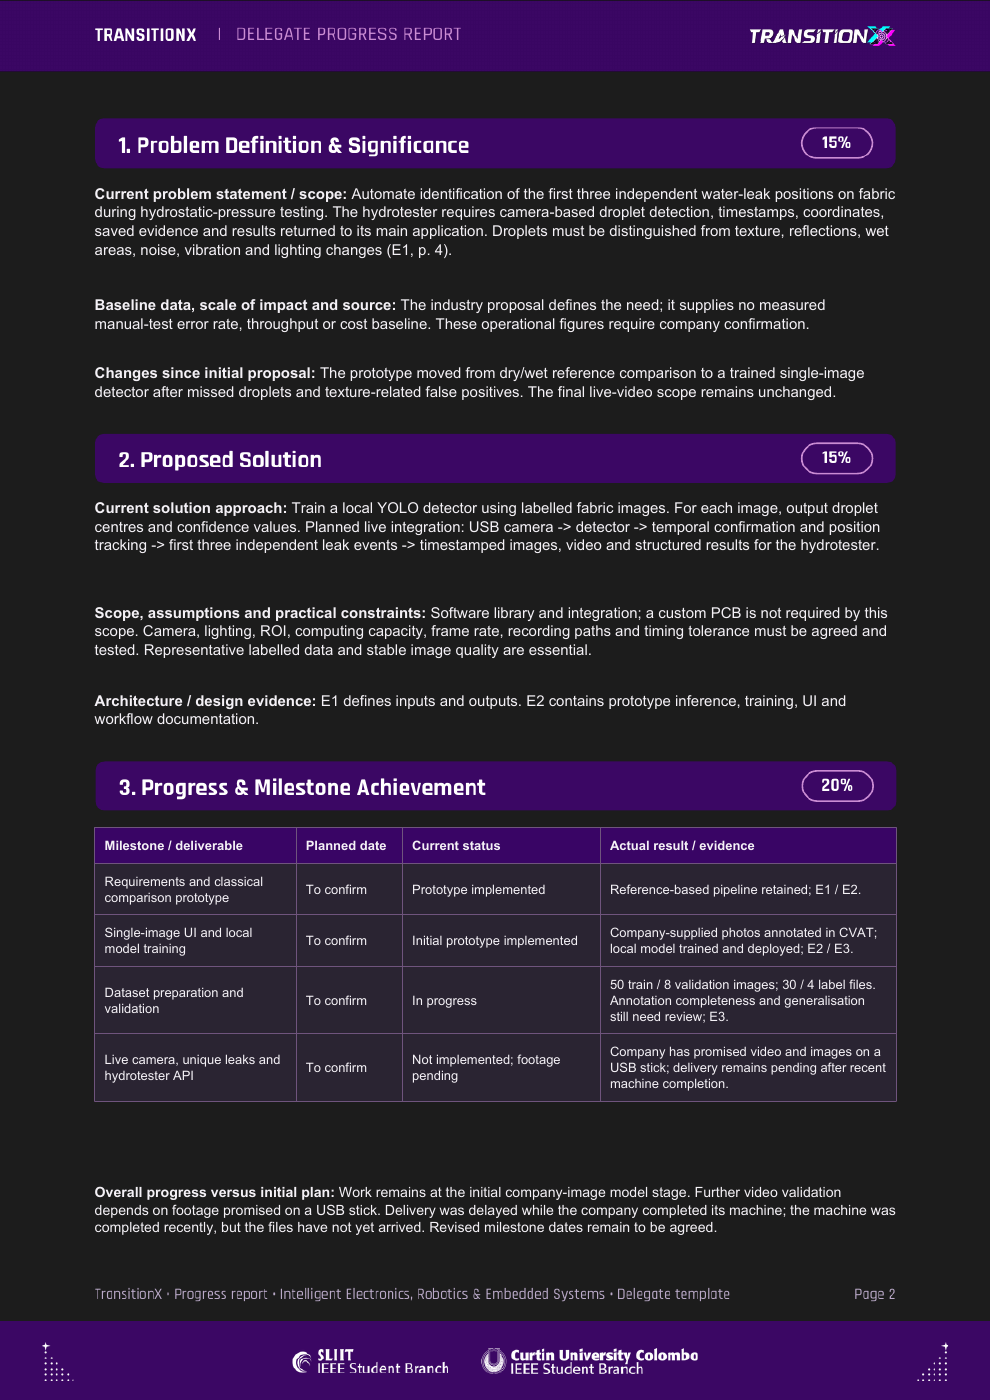 TRANSITIONX | DELEGATE PROGRESS REPORT
TRANSITIONX
1. Problem Definition & Significance
15%
Current problem statement / scope: Automate identification of the first three independent water-leak positions on fabric
during hydrostatic-pressure testing. The hydrotester requires camera-based droplet detection, timestamps, coordinates,
saved evidence and results returned to its main application. Droplets must be distinguished from texture, reflections, wet
areas, noise, vibration and lighting changes (E1, p. 4).
Baseline data, scale of impact and source: The industry proposal defines the need; it supplies no measured
manual-test error rate, throughput or cost baseline. These operational figures require company confirmation.
Changes since initial proposal: The prototype moved from dry/wet reference comparison to a trained single-image
detector after missed droplets and texture-related false positives. The final live-video scope remains unchanged.
2. Proposed Solution
15%
Current solution approach: Train a local YOLO detector using labelled fabric images. For each image, output droplet
centres and confidence values. Planned live integration: USB camera -> detector -> temporal confirmation and position
tracking -> first three independent leak events -> timestamped images, video and structured results for the hydrotester.
Scope, assumptions and practical constraints: Software library and integration; a custom PCB is not required by this
scope. Camera, lighting, ROI, computing capacity, frame rate, recording paths and timing tolerance must be agreed and
tested. Representative labelled data and stable image quality are essential.
Architecture / design evidence: E1 defines inputs and outputs. E2 contains prototype inference, training, UI and
workflow documentation.
3. Progress & Milestone Achievement
20%
Milestone / deliverable
Planned date
Current status
Actual result / evidence
Requirements and classical
comparison prototype
To confirm
Prototype implemented
Reference-based pipeline retained; E1 / E2.
Single-image UI and local
model training
To confirm
Initial prototype implemented
Company-supplied photos annotated in CVAT;
local model trained and deployed; E2 / E3.
Dataset preparation and
validation
To confirm
In progress
50 train / 8 validation images; 30 / 4 label files.
Annotation completeness and generalisation
still need review; E3.
Live camera, unique leaks and
hydrotester API
To confirm
Not implemented; footage
pending
Company has promised video and images on a
USB stick; delivery remains pending after recent
machine completion.
Overall progress versus initial plan: Work remains at the initial company-image model stage. Further video validation
depends on footage promised on a USB stick. Delivery was delayed while the company completed its machine; the machine was
completed recently, but the files have not yet arrived. Revised milestone dates remain to be agreed.
TransitionX • Progress report • Intelligent Electronics, Robotics & Embedded Systems • Delegate template
Page 2
SLIIT
IEEE Student Branch
Curtin University Colombo
IEEE Student Branch